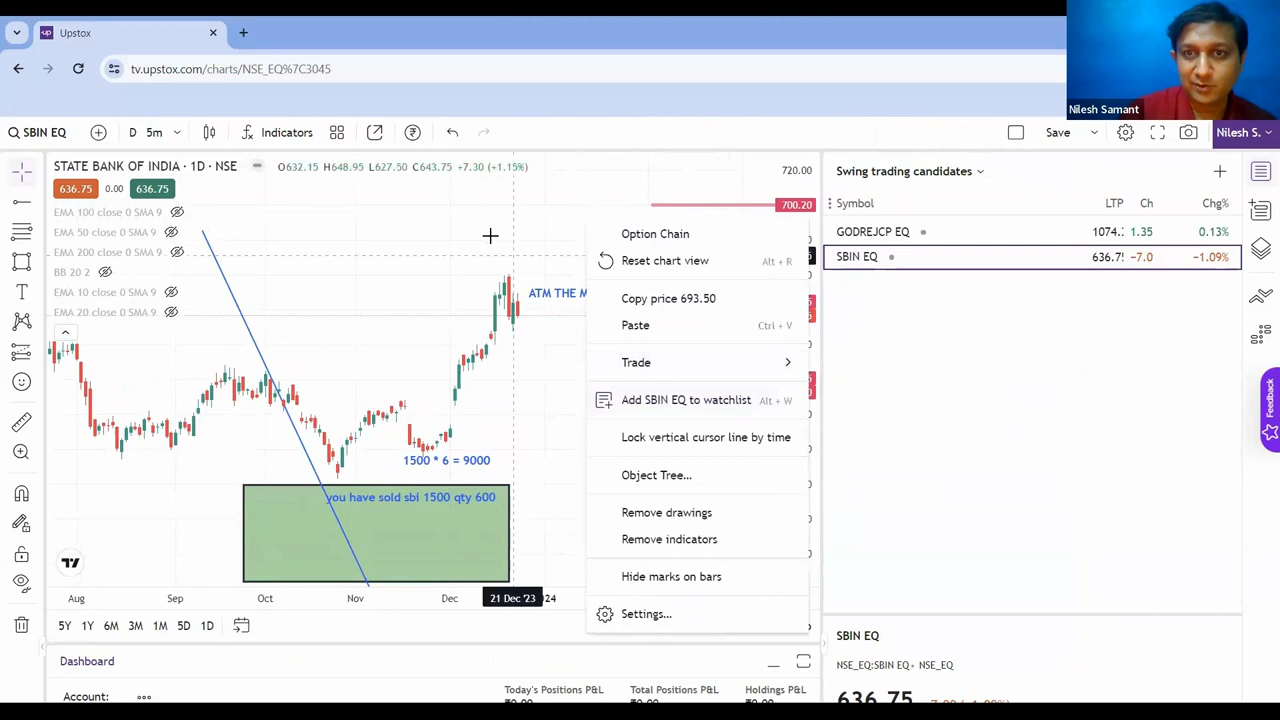 up Upstox
tv.upstox.com/charts/NSE_EQ%7C3045
Nilesh Samant
SBIN EQ D 5m Indicators Save Nilesh S.
STATE BANK OF INDIA · 1D · NSE O632.15 H648.95 L627.50 C643.75 +7.30 (+1.15%)
636.75 0.00 636.75
EMA 100 close 0 SMA 9
EMA 50 close 0 SMA 9
EMA 200 close 0 SMA 9
BB 20 2
EMA 10 close 0 SMA 9
EMA 20 close 0 SMA 9
720.00
700.20
ATM THE M
1500 * 6 = 9000
you have sold sbi 1500 qty 600
Aug Sep Oct Nov Dec 21 Dec '23 24
5Y 1Y 6M 3M 1M 5D 1D
Option Chain
Reset chart view Alt + R
Copy price 693.50
Paste Ctrl + V
Trade
Add SBIN EQ to watchlist Alt + W
Lock vertical cursor line by time
Object Tree...
Remove drawings
Remove indicators
Hide marks on bars
Settings...
Dashboard
Account:
Today's Positions P&L Total Positions P&L Holdings P&L
Swing trading candidates
Symbol LTP Ch Chg%
GODREJCP EQ 1074. 1.35 0.13%
SBIN EQ 636.7 −7.0 −1.09%
Feedback
SBIN EQ
NSE_EQ:SBIN EQ • NSE_EQ
636.75